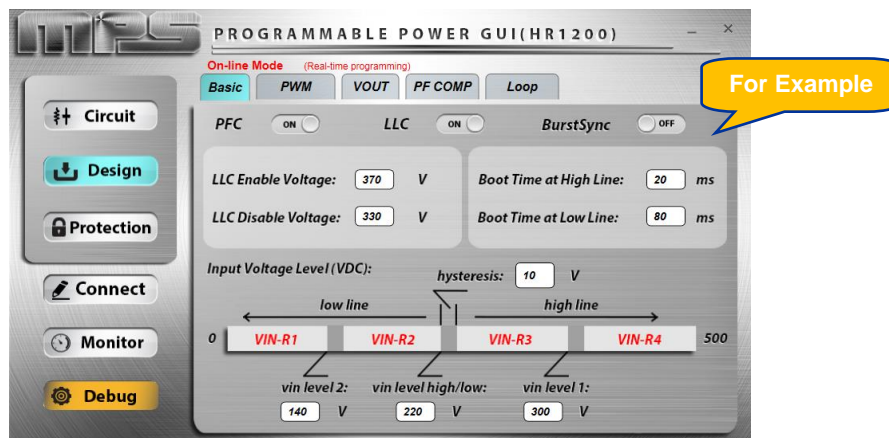 MPS
PROGRAMMABLE POWER GUI(HR1200)
— ×
On-line Mode (Real-time programming)
Basic PWM VOUT PF COMP Loop
For Example
Circuit
Design
Protection
Connect
Monitor
Debug
PFC ON LLC ON BurstSync OFF
LLC Enable Voltage: 370 V Boot Time at High Line: 20 ms
LLC Disable Voltage: 330 V Boot Time at Low Line: 80 ms
Input Voltage Level (VDC): hysteresis: 10 V
low line high line
0 VIN-R1 VIN-R2 VIN-R3 VIN-R4 500
vin level 2: vin level high/low: vin level 1:
140 V 220 V 300 V